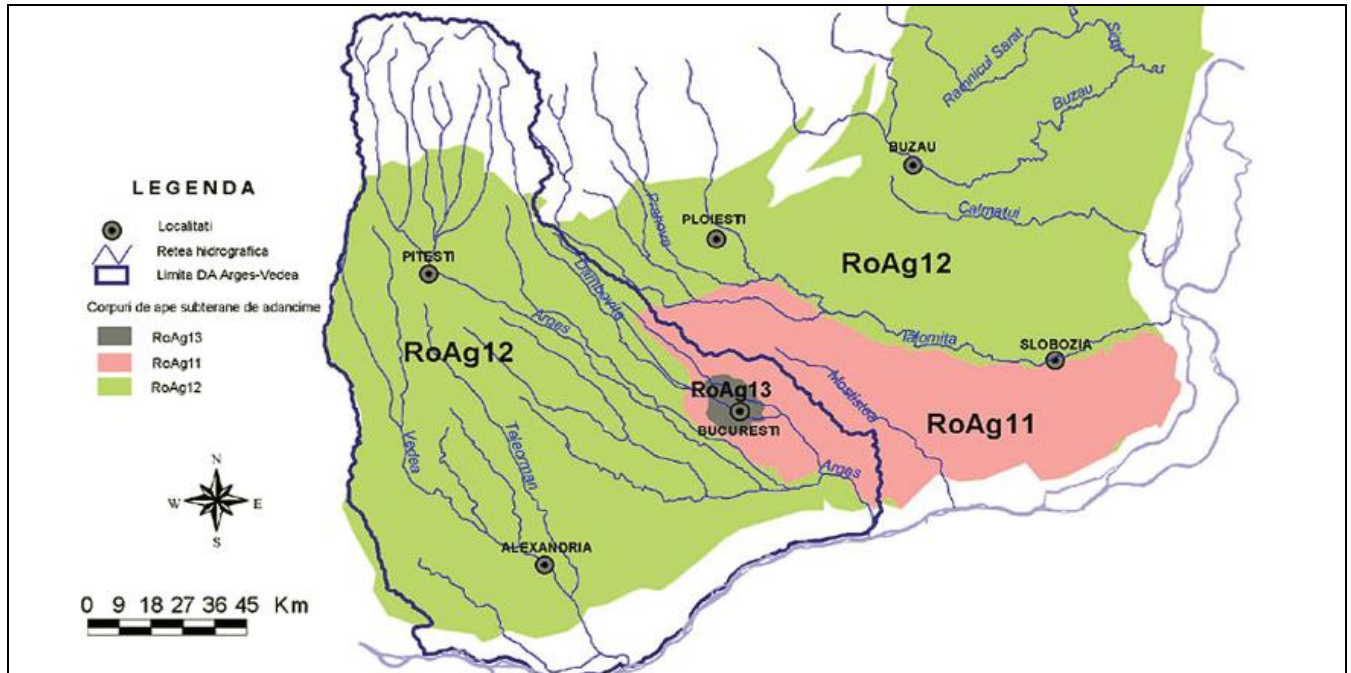 LEGENDA
Localitati
Retea hidrografica
Limita DA Arges-Vedea
Corpuri de ape subterane de adancime
RoAg13
RoAg11
RoAg12
N
W
E
S
0 9 18 27 36 45 Km
Ramnicul Sarat
Siret
Buzau
BUZAU
Calmatui
Prahova
PLOIESTI
RoAg12
PITESTI
Dambovita
Arges
RoAg12
Ialomita
SLOBOZIA
Mostistea
RoAg13
BUCURESTI
RoAg11
Vedea
Teleorman
Arges
ALEXANDRIA